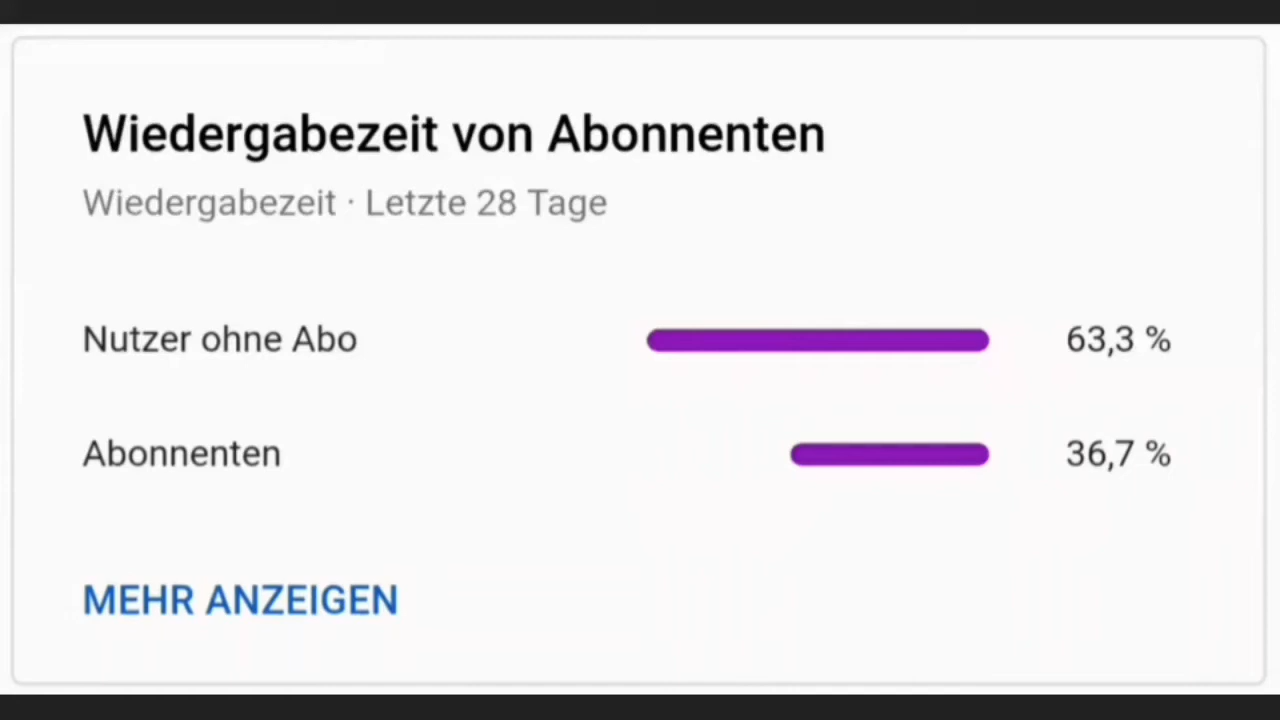 Wiedergabezeit von Abonnenten
Wiedergabezeit · Letzte 28 Tage
Nutzer ohne Abo 63,3 %
Abonnenten 36,7 %
MEHR ANZEIGEN